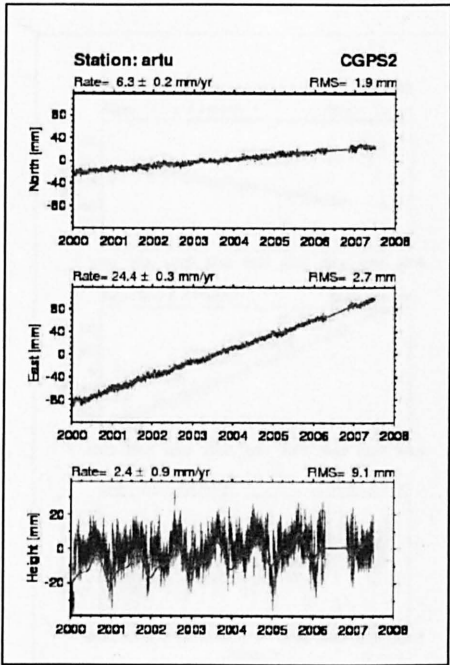 Station: artu CGPS2
Rate= 6.3 ± 0.2 mm/yr RMS= 1.9 mm
North [mm]
80
40
0
-40
-80
2000 2001 2002 2003 2004 2005 2006 2007 2008
Rate= 24.4 ± 0.3 mm/yr RMS= 2.7 mm
East [mm]
80
40
0
-40
-80
2000 2001 2002 2003 2004 2005 2006 2007 2008
Rate= 2.4 ± 0.9 mm/yr RMS= 9.1 mm
Height [mm]
20
0
-20
2000 2001 2002 2003 2004 2005 2006 2007 2008